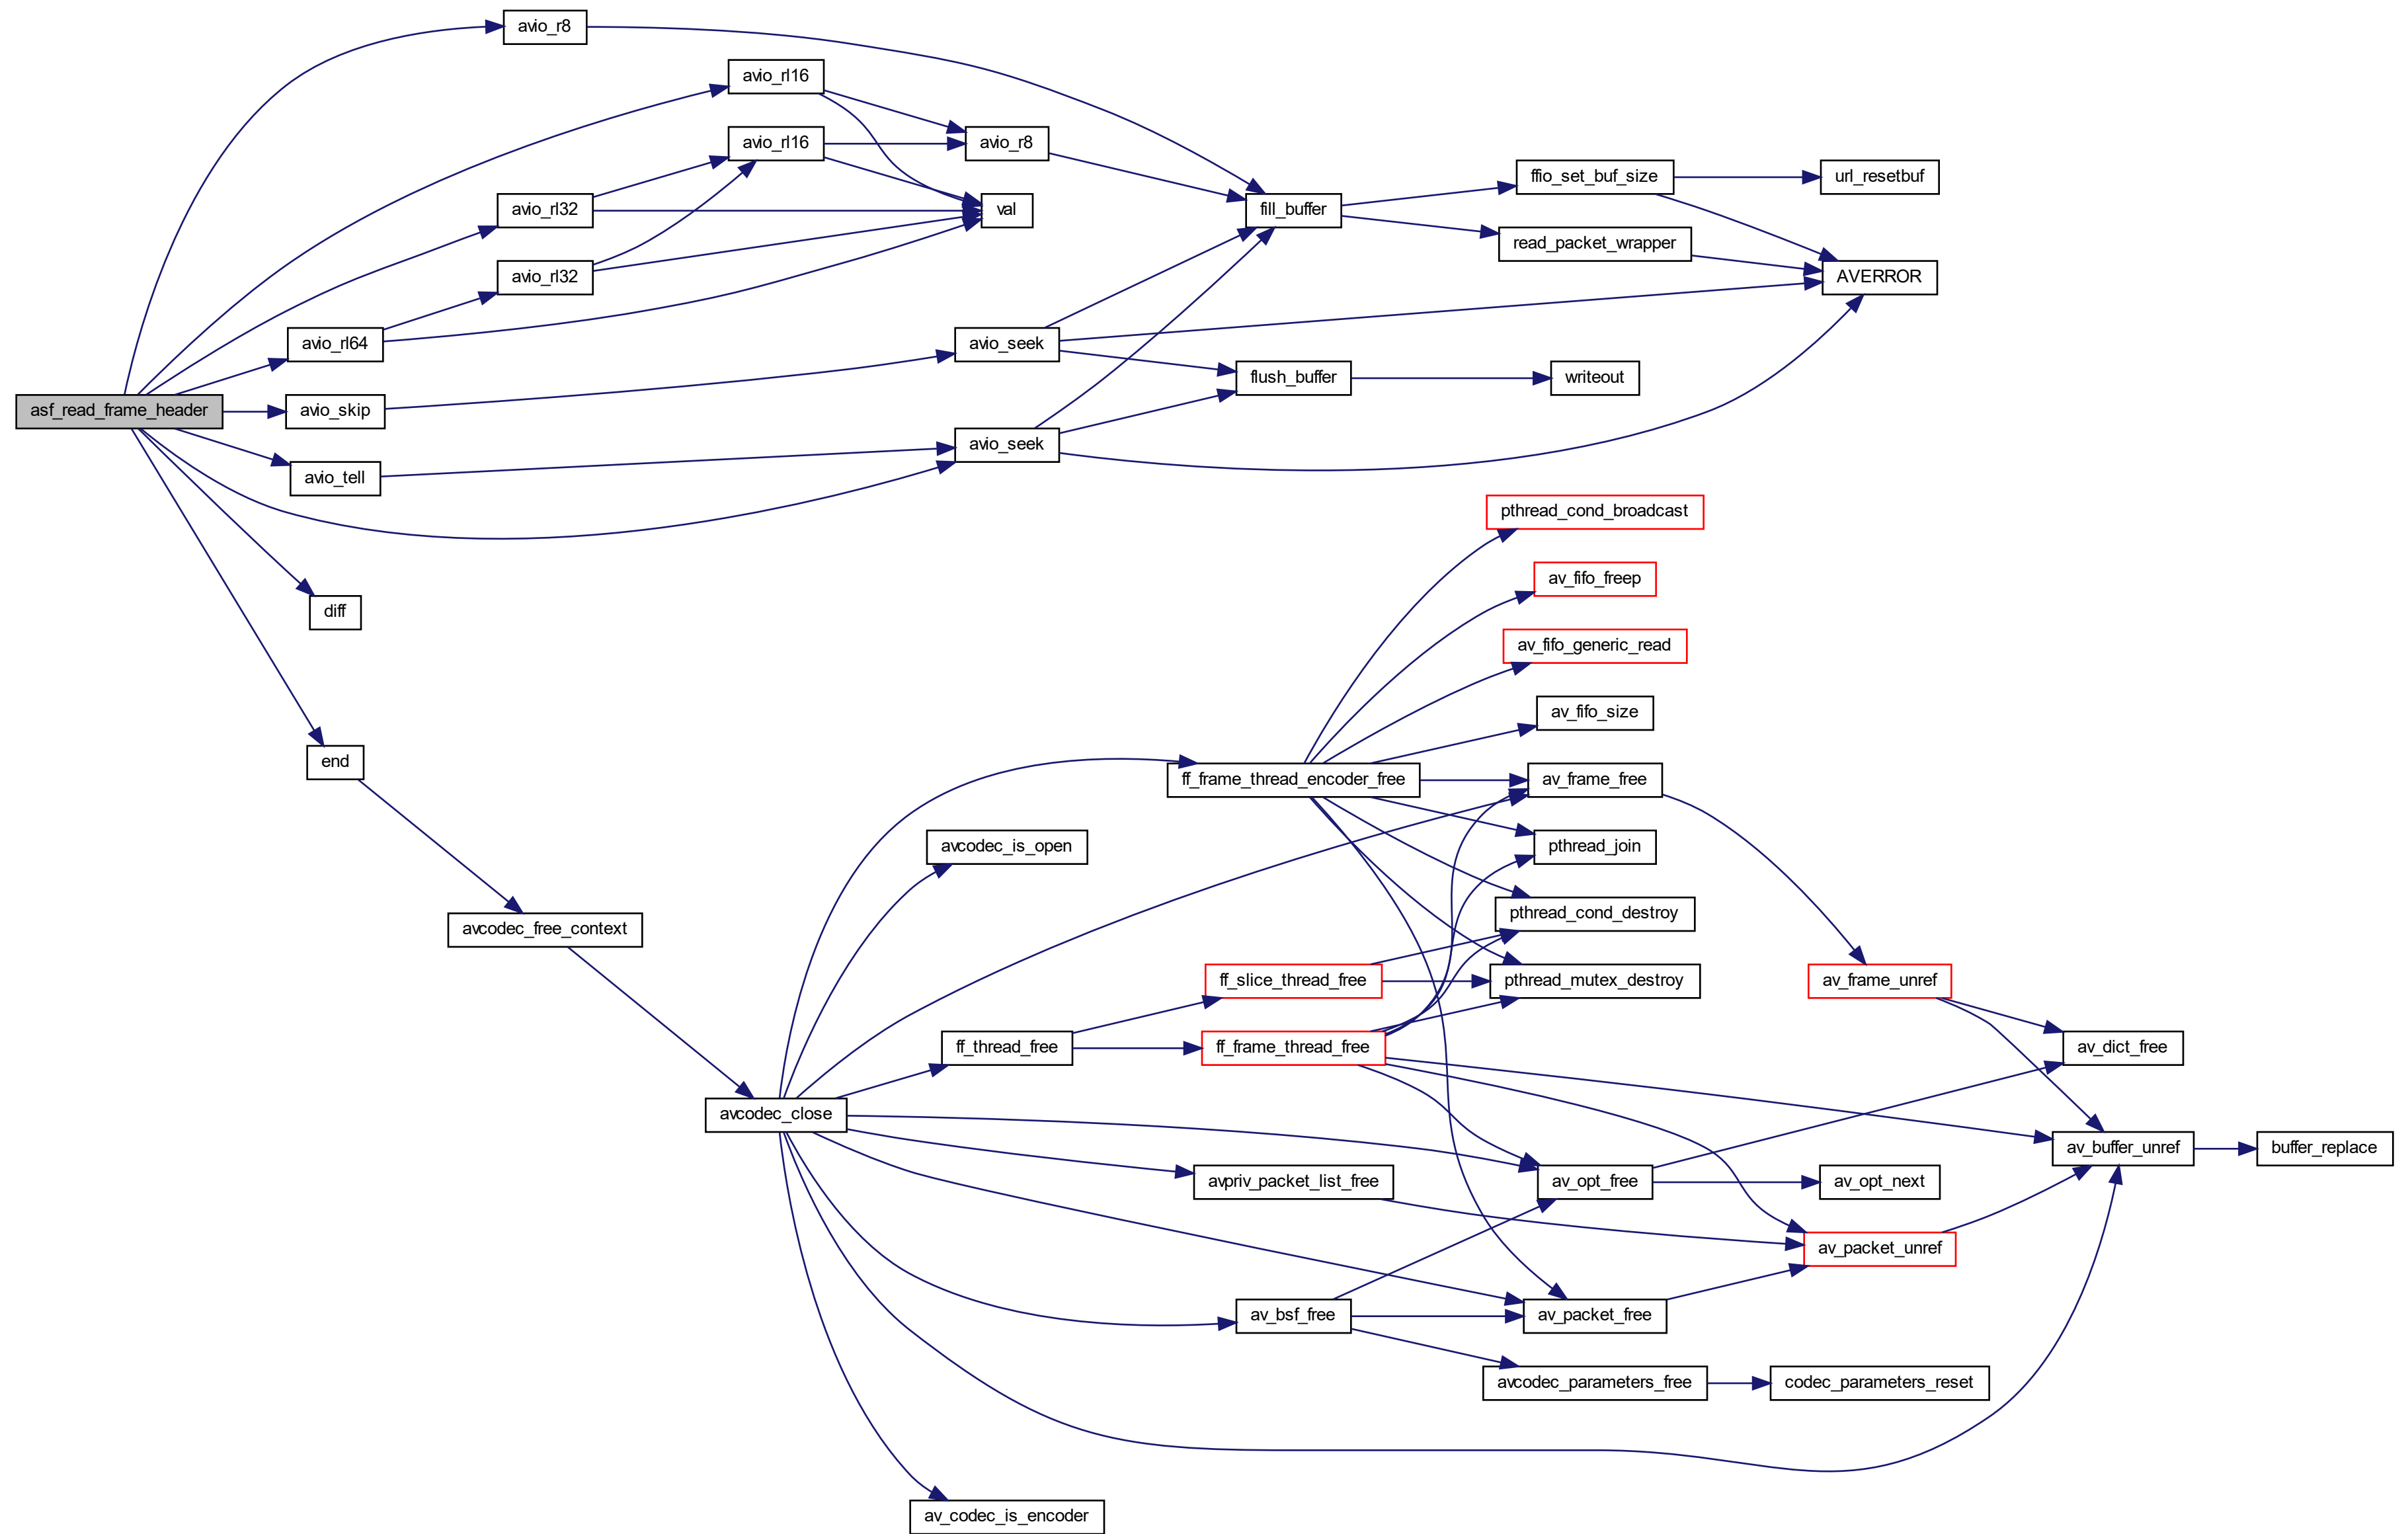 avio_r8
avio_rl16
avio_rl16
avio_r8
ffio_set_buf_size
url_resetbuf
avio_rl32
val
fill_buffer
read_packet_wrapper
avio_rl32
AVERROR
avio_rl64
avio_seek
flush_buffer
writeout
asf_read_frame_header
avio_skip
avio_seek
avio_tell
pthread_cond_broadcast
av_fifo_freep
diff
av_fifo_generic_read
av_fifo_size
end
ff_frame_thread_encoder_free
av_frame_free
avcodec_is_open
pthread_join
pthread_cond_destroy
avcodec_free_context
ff_slice_thread_free
pthread_mutex_destroy
av_frame_unref
ff_thread_free
ff_frame_thread_free
av_dict_free
avcodec_close
av_buffer_unref
buffer_replace
avpriv_packet_list_free
av_opt_free
av_opt_next
av_packet_unref
av_bsf_free
av_packet_free
avcodec_parameters_free
codec_parameters_reset
av_codec_is_encoder